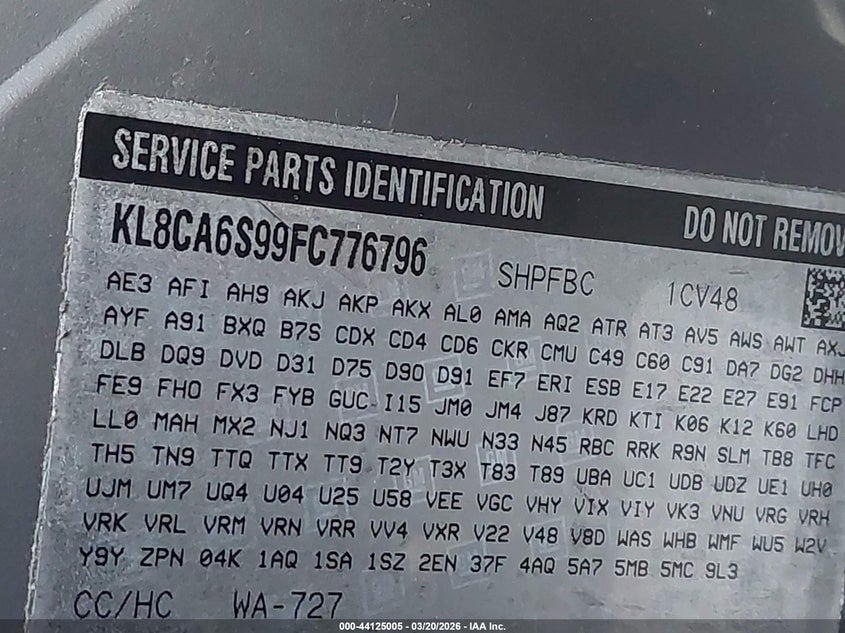 SERVICE PARTS IDENTIFICATION DO NOT REMOV
KL8CA6S99FC776796 SHPFBC 1CV48
AE3 AFI AH9 AKJ AKP AKX AL0 AMA AQ2 ATR AT3 AV5 AWS AWT AXJ
AYF A91 BXQ B7S CDX CD4 CD6 CKR CMU C49 C60 C91 DA7 DG2 DHH
DLB DQ9 DVD D31 D75 D90 D91 EF7 ERI ESB E17 E22 E27 E91 FCP
FE9 FHO FX3 FYB GUC I15 JM0 JM4 J87 KRD KTI K06 K12 K60 LHD
LL0 MAH MX2 NJ1 NQ3 NT7 NWU N33 N45 RBC RRK R9N SLM TB8 TFC
TH5 TN9 TTQ TTX TT9 T2Y T3X T83 T89 UBA UC1 UDB UDZ UE1 UH0
UJM UM7 UQ4 U04 U25 U58 VEE VGC VHY VIX VIY VK3 VNU VRG VRH
VRK VRL VRM VRN VRR VV4 VXR V22 V48 V8D WAS WHB WMF WU5 W2V
Y9Y ZPN 04K 1AQ 1SA 1SZ 2EN 37F 4AQ 5A7 5MB 5MC 9L3
CC/HC WA-727
000-44125005 - 03/20/2026 - IAA Inc.